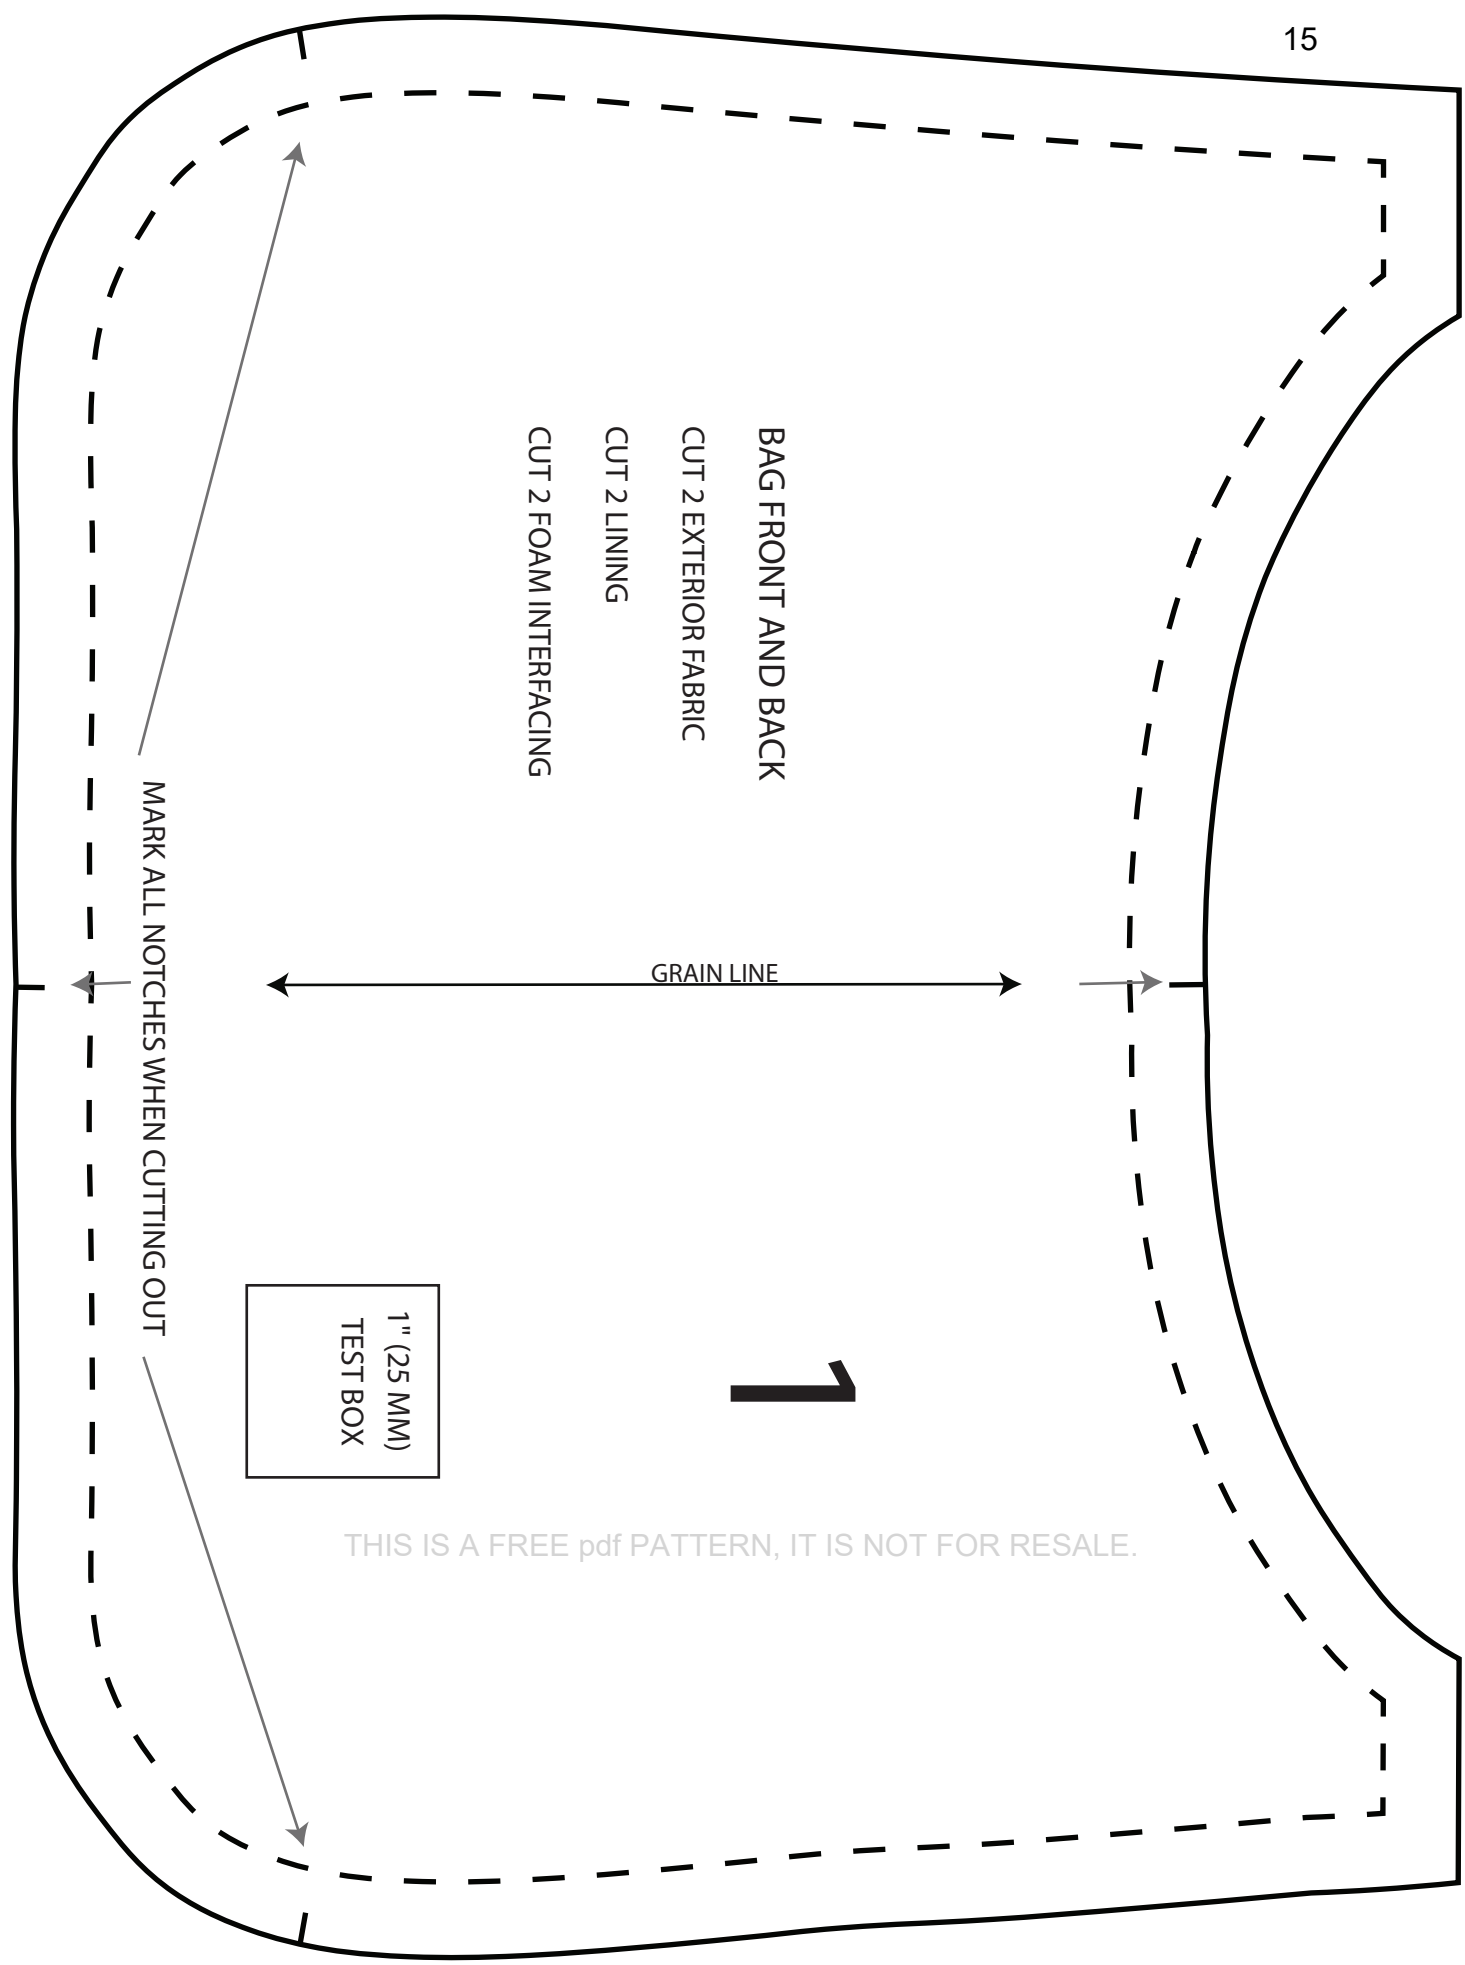 15
BAG FRONT AND BACK
CUT 2 EXTERIOR FABRIC
CUT 2 LINING
CUT 2 FOAM INTERFACING
GRAIN LINE
MARK ALL NOTCHES WHEN CUTTING OUT
1
1" (25 MM)
TEST BOX
THIS IS A FREE pdf PATTERN, IT IS NOT FOR RESALE.